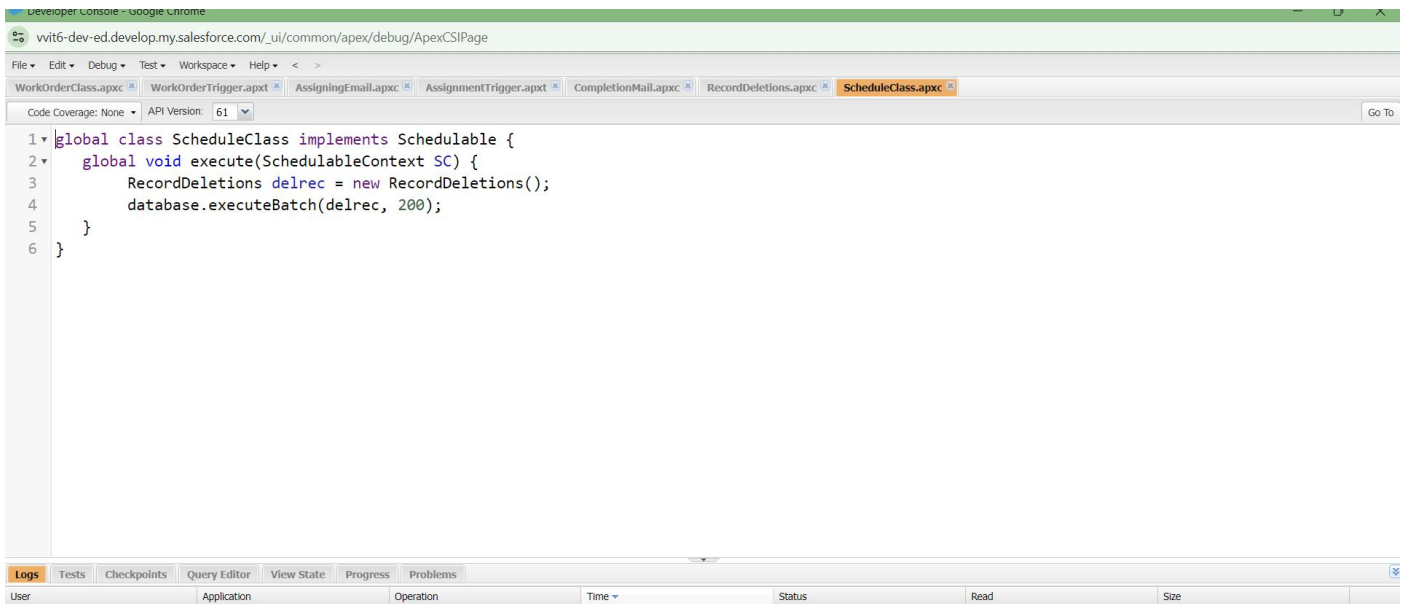 Developer Console - Google Chrome
vvit6-dev-ed.develop.my.salesforce.com/_ui/common/apex/debug/ApexCSIPage
File Edit Debug Test Workspace Help < >
WorkOrderClass.apxc WorkOrderTrigger.apxt AssigningEmail.apxc AssignmentTrigger.apxt CompletionMail.apxc RecordDeletions.apxc ScheduleClass.apxc
Code Coverage: None API Version: 61 Go To
1 global class ScheduleClass implements Schedulable {
2 global void execute(SchedulableContext SC) {
3 RecordDeletions delrec = new RecordDeletions();
4 database.executeBatch(delrec, 200);
5 }
6 }
Logs Tests Checkpoints Query Editor View State Progress Problems
User Application Operation Time Status Read Size